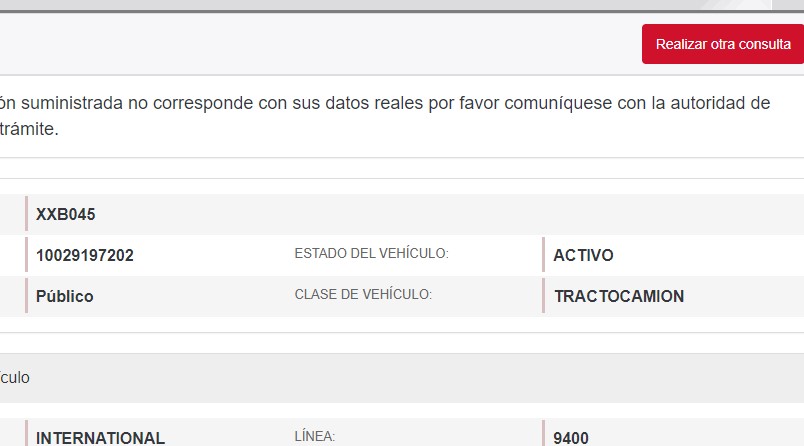 Realizar otra consulta
ón suministrada no corresponde con sus datos reales por favor comuníquese con la autoridad de
trámite.
XXB045
10029197202 ESTADO DEL VEHÍCULO: ACTIVO
Público CLASE DE VEHÍCULO: TRACTOCAMION
ículo
INTERNATIONAL LÍNEA: 9400